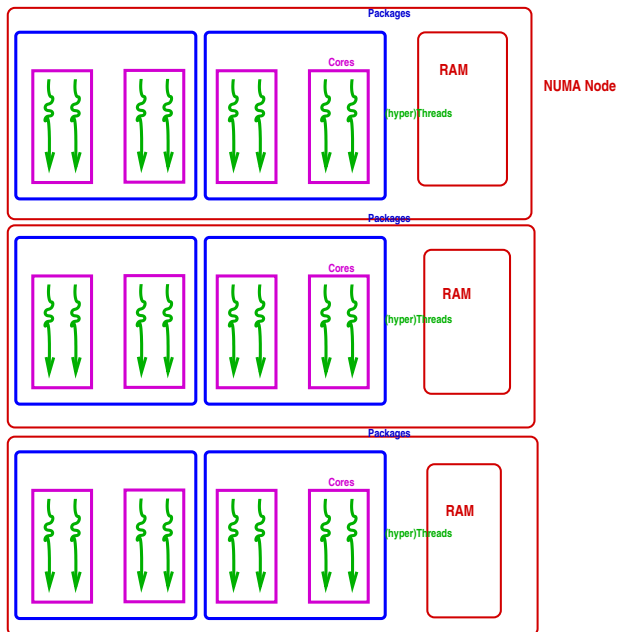 Packages
Cores
RAM
NUMA Node
(hyper)Threads
Packages
Cores
RAM
(hyper)Threads
Packages
Cores
RAM
(hyper)Threads